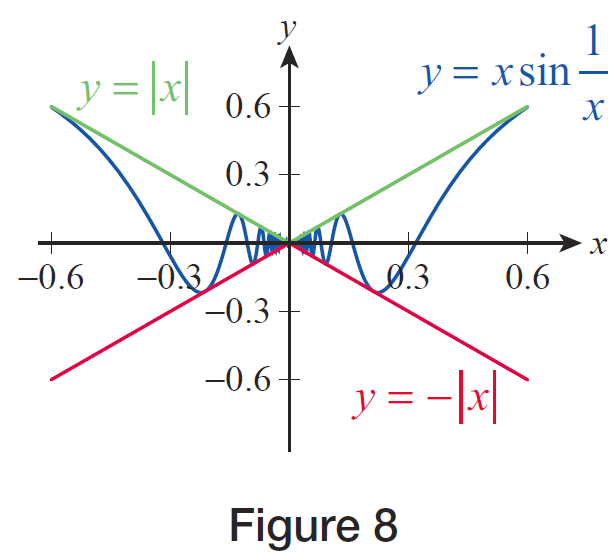 y
y = x sin 1/x
y = |x|
0.6
0.3
x
−0.6
−0.3
0.3
0.6
−0.3
−0.6
y = −|x|
Figure 8